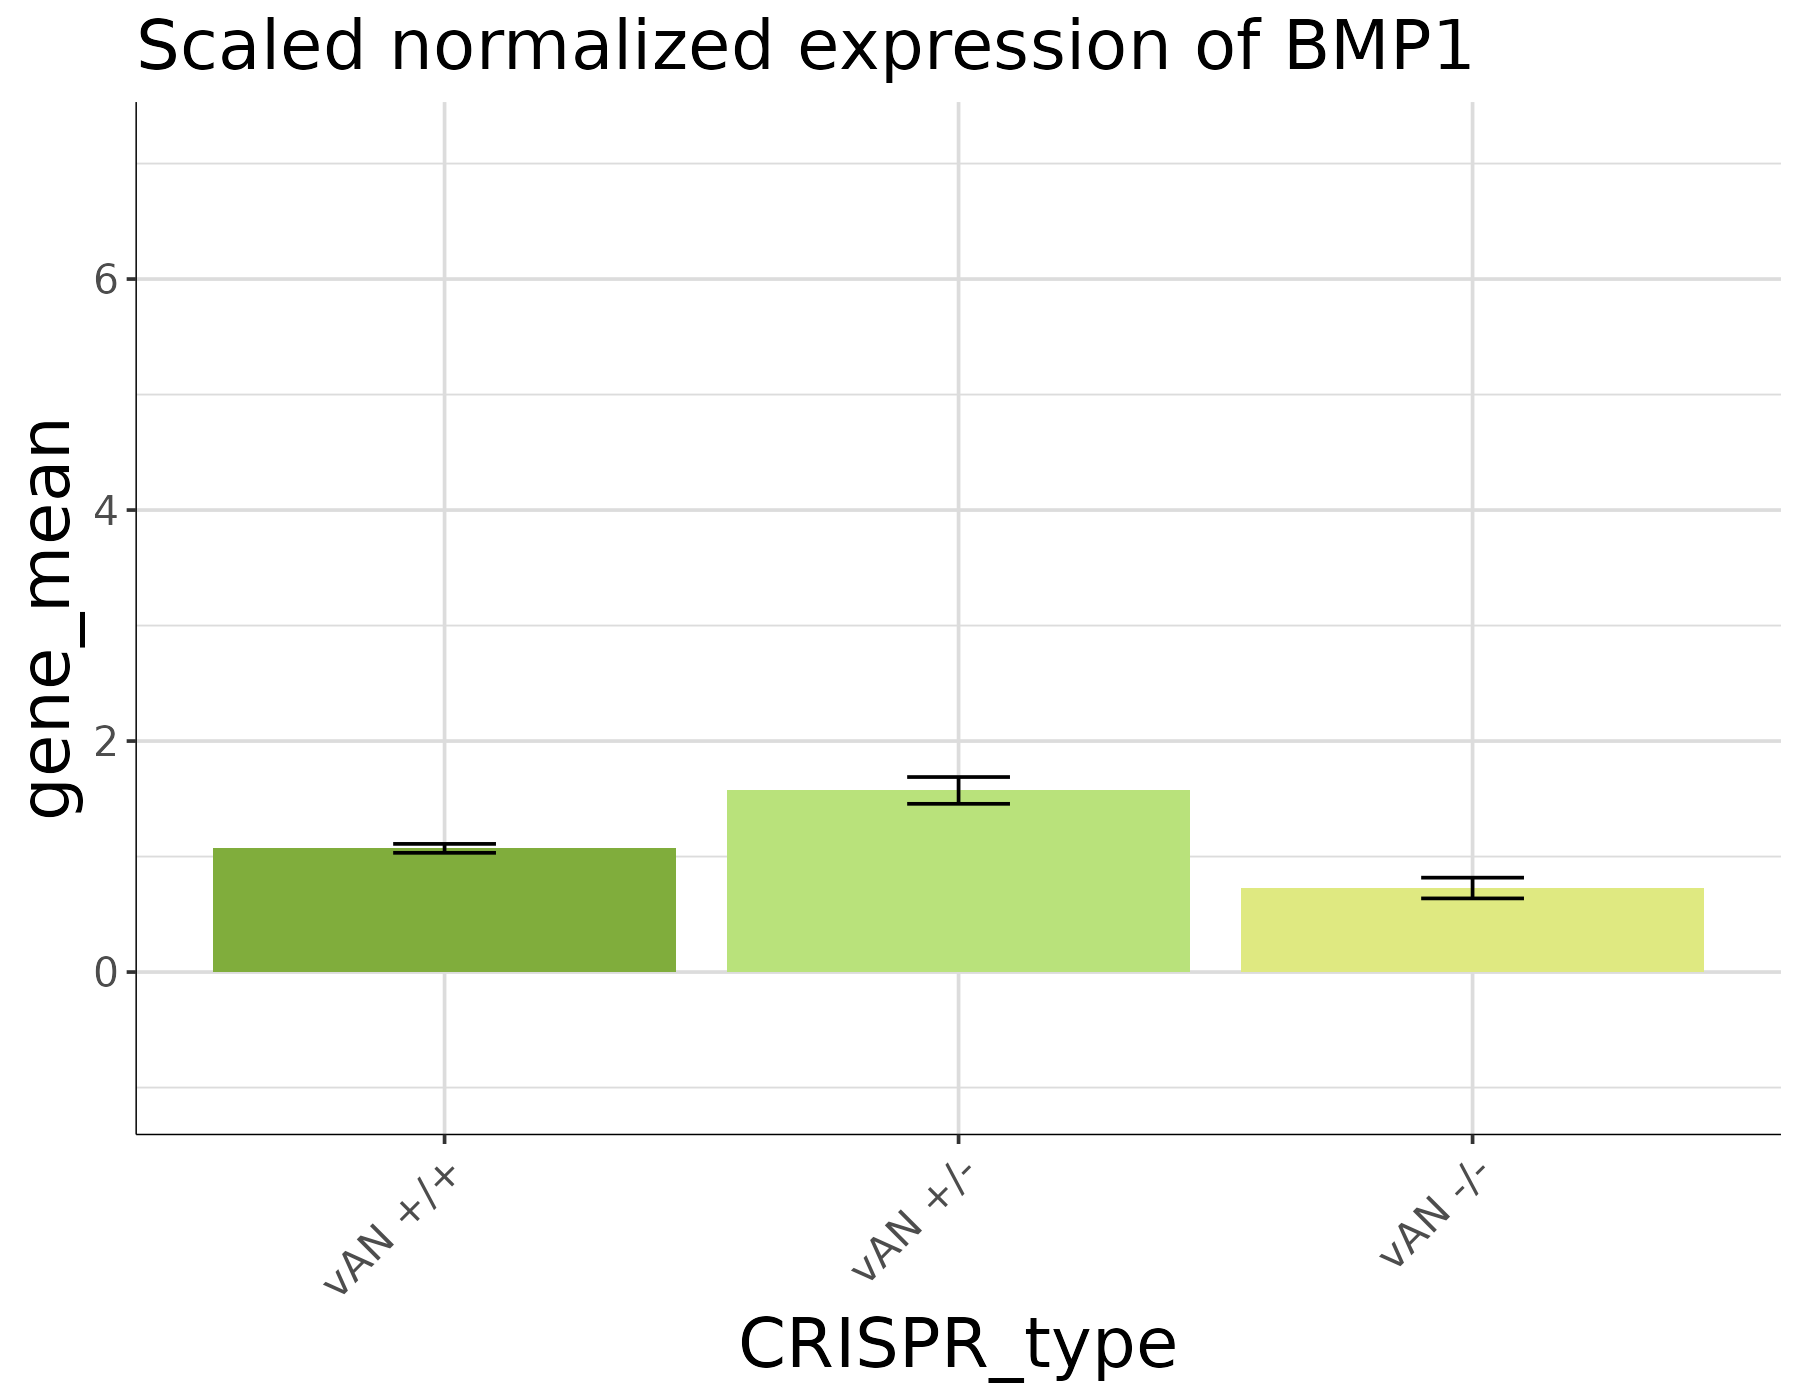 Scaled normalized expression of BMP1
gene_mean
6
4
2
0
vAN +/+
vAN +/-
vAN -/-
CRISPR_type